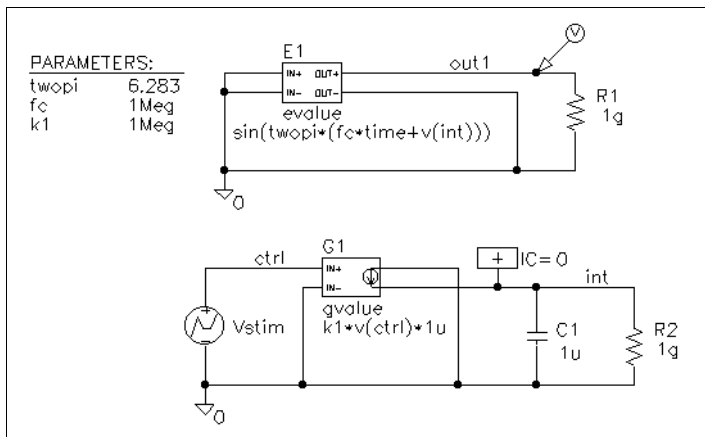 PARAMETERS:
twopi 6.283
fc 1Meg
k1 1Meg
E1
IN+ OUT+
IN- OUT-
evalue
sin(twopi*(fc*time+v(int)))
out1
V
R1
1g
0
ctrl
G1
IN+
IN-
gvalue
k1*v(ctrl)*1u
+
IC=0
int
Vstim
+
−
C1
1u
R2
1g
0